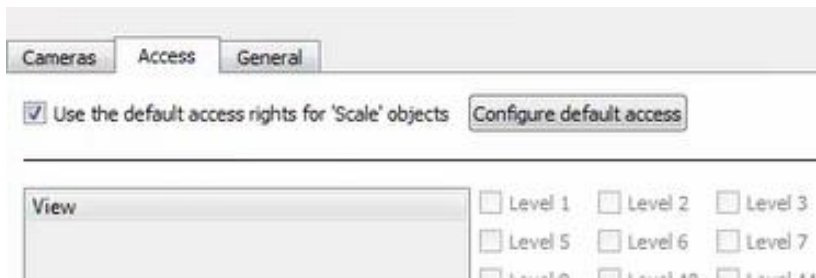 Cameras Access General
Use the default access rights for 'Scale' objects Configure default access
View
Level 1 Level 2 Level 3
Level 5 Level 6 Level 7